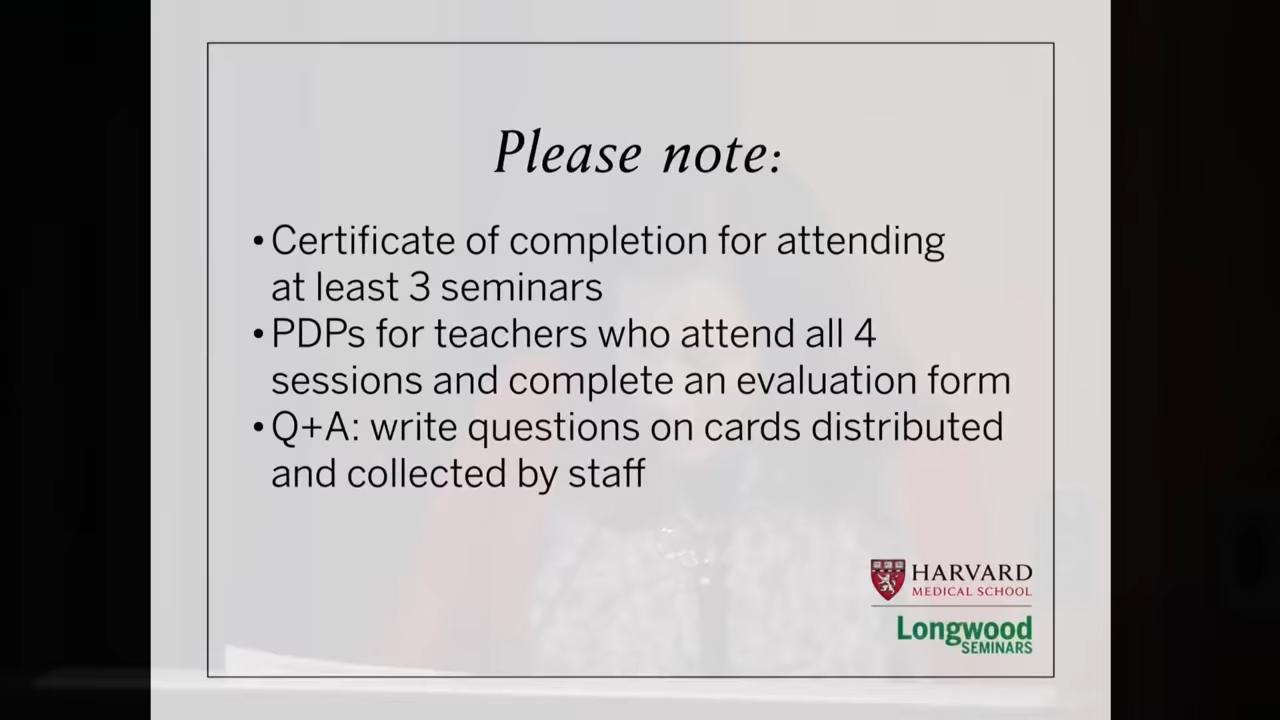 Please note:
• Certificate of completion for attending
at least 3 seminars
• PDPs for teachers who attend all 4
sessions and complete an evaluation form
• Q+A: write questions on cards distributed
and collected by staff
HARVARD
MEDICAL SCHOOL
Longwood
SEMINARS